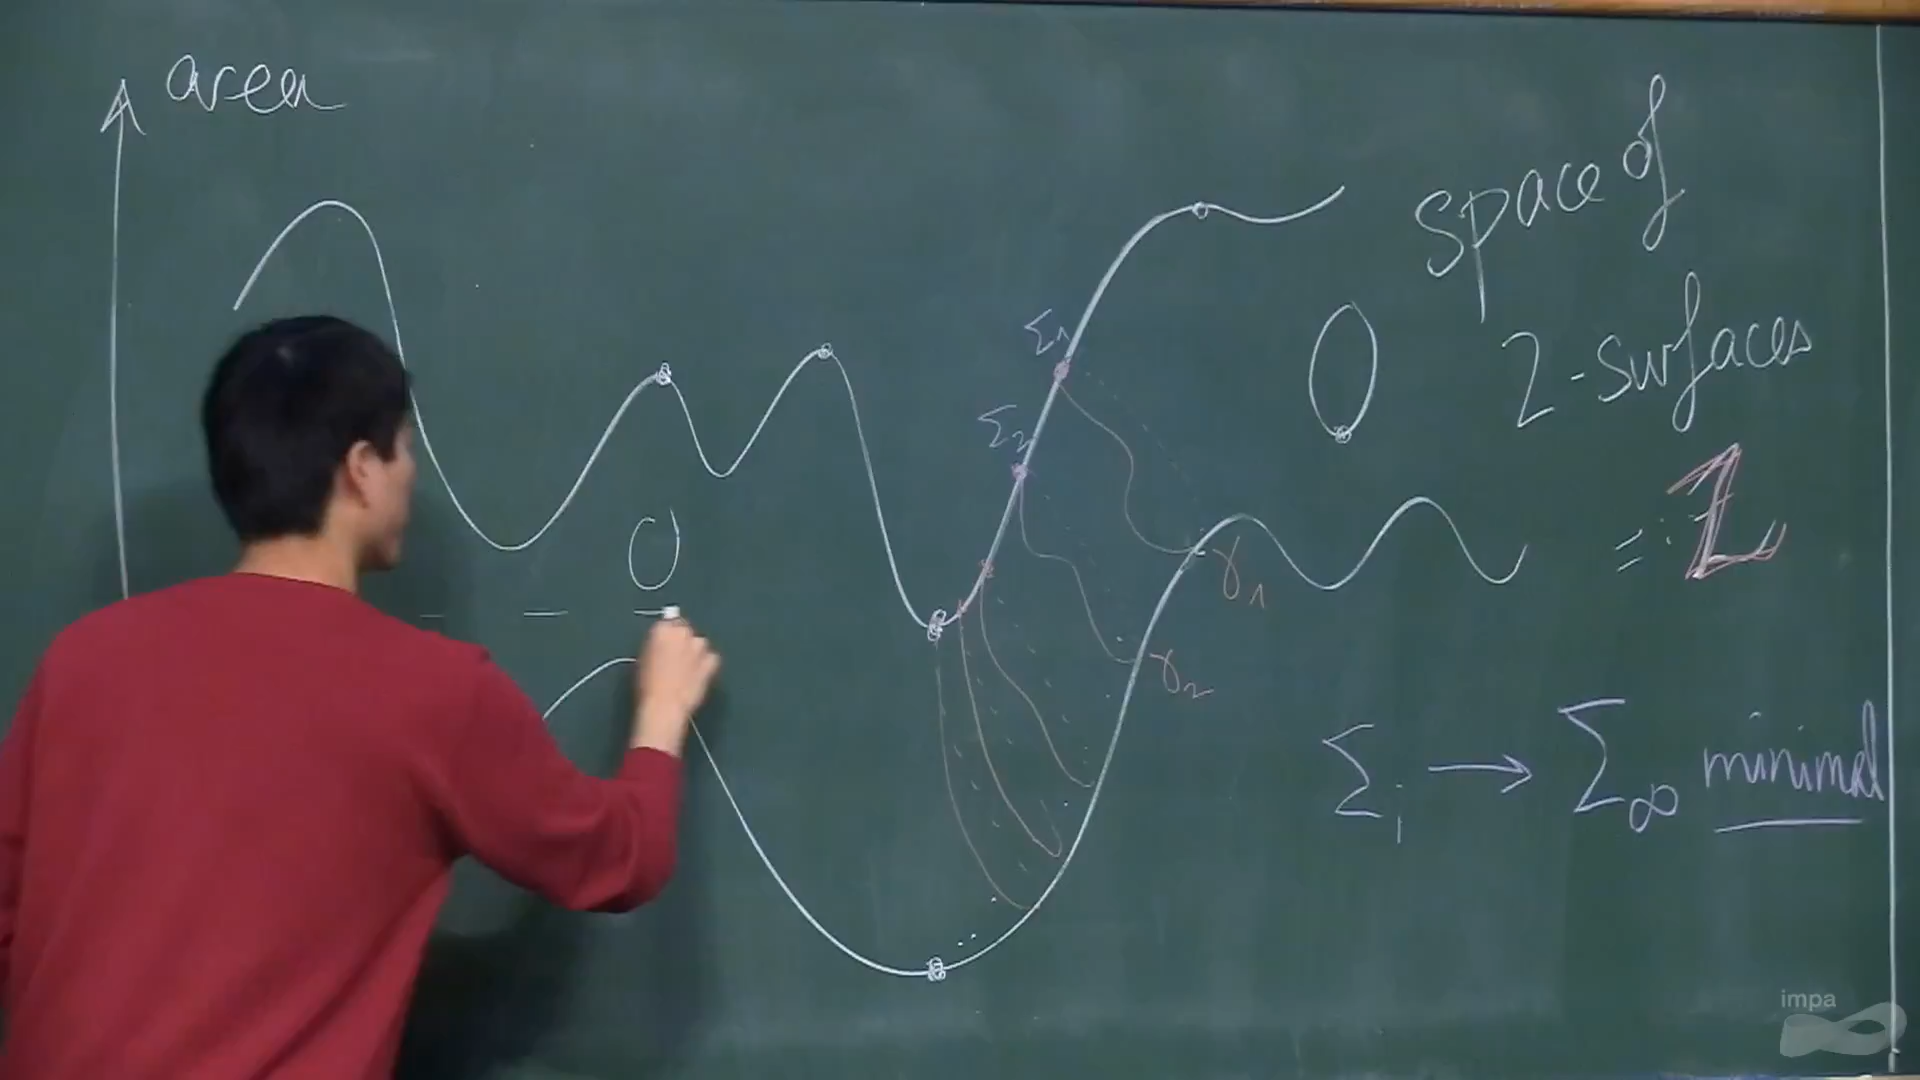 area
space of
2-surfaces
=: Z
Σ₁
Σ₂
γ₁
γ₂
Σᵢ → Σ∞ minimal
impa